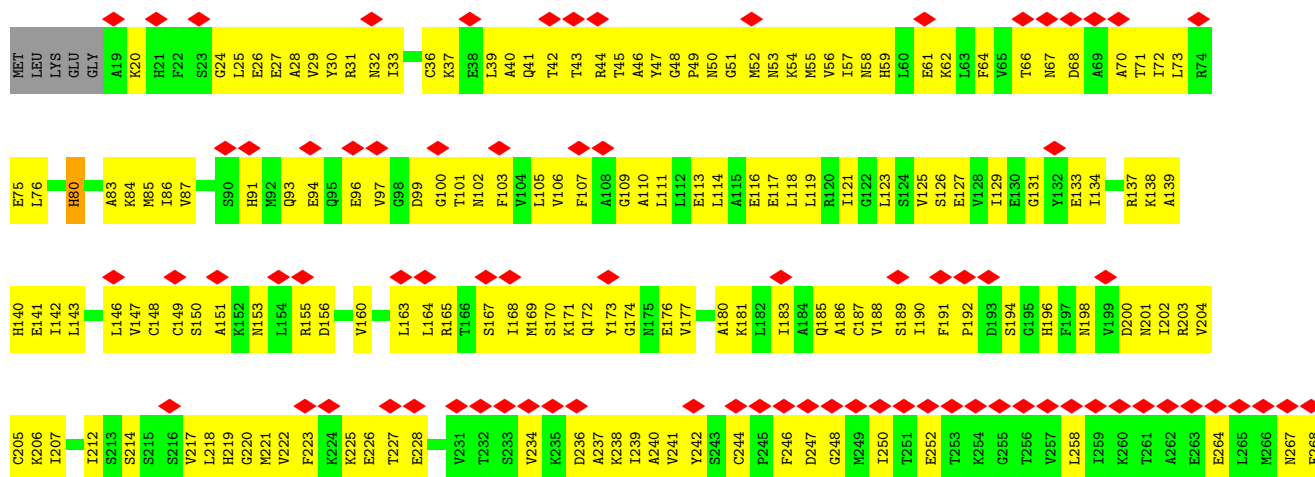 MET LEU LYS GLU GLY A19 K20 H21 F22 S23 G24 L25 E26 E27 A28 V29 Y30 R31 N32 I33 C36 K37 E38 L39 A40 Q41 T42 T43 R44 T45 A46 Y47 G48 P49 N50 G51 M52 N53 K54 M55 V56 I57 N58 H59 L60 E61 K62 L63 F64 V65 T66 N67 D68 A69 A70 T71 I72 L73 R74
E75 L76 H80 A83 K84 M85 I86 V87 S90 H91 M92 Q93 E94 Q95 E96 V97 G98 D99 G100 T101 N102 F103 V104 L105 V106 F107 A108 G109 A110 L111 L112 E113 L114 A115 E116 E117 L118 L119 R120 I121 G122 L123 S124 V125 S126 E127 V128 I129 E130 G131 Y132 E133 I134 R137 K138 A139
H140 E141 I142 L143 L146 V147 C148 C149 S150 A151 K152 N153 L154 R155 D156 V160 L163 L164 R165 T166 S167 I168 M169 S170 K171 Q172 Y173 G174 N175 E176 V177 A180 K181 L182 I183 A184 Q185 A186 C187 V188 S189 I190 F191 P192 D193 S194 G195 H196 F197 N198 V199 D200 N201 I202 R203 V204
C205 K206 I207 I212 S213 S214 S215 S216 V217 L218 H219 G220 M221 V222 F223 K224 K225 E226 T227 E228 V231 T232 S233 V234 K235 D236 A237 K238 I239 A240 V241 Y242 S243 C244 P245 F246 D247 G248 M249 I250 T251 E252 T253 K254 G255 T256 V257 L258 I259 K260 T261 A262 E263 E264 L265 M266 N267 F268